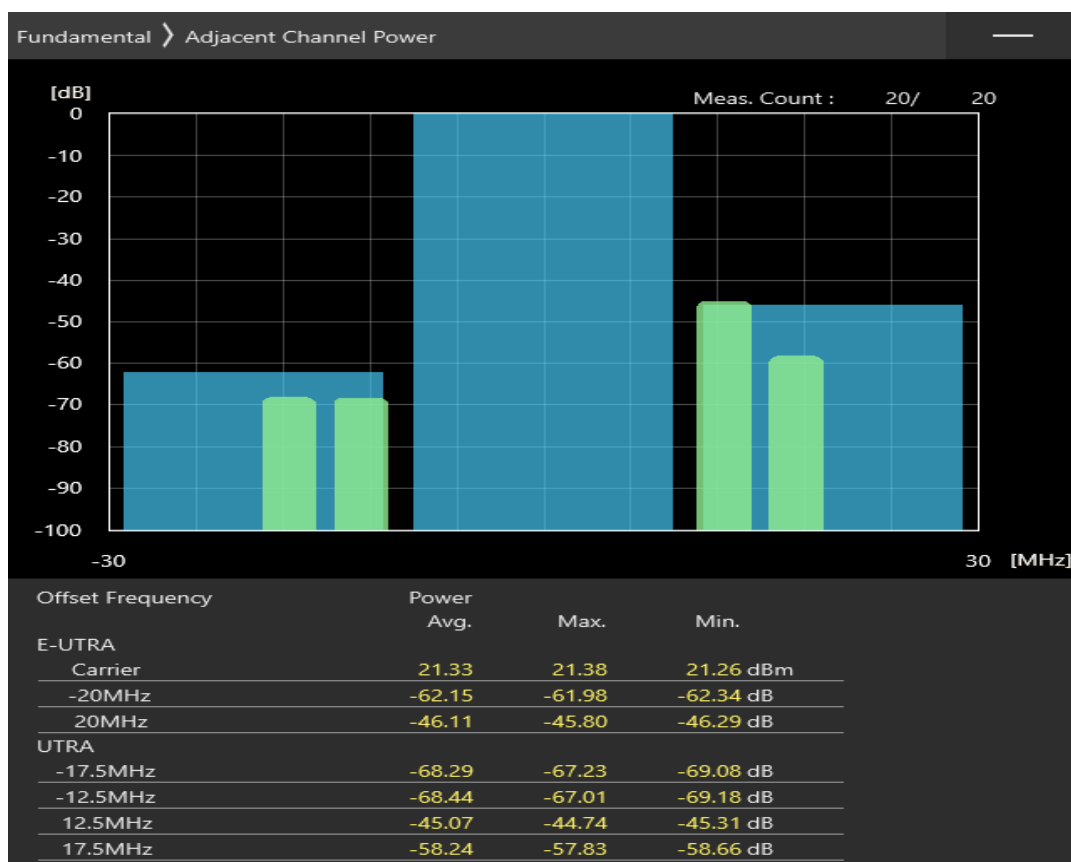 Fundamental ❯ Adjacent Channel Power
[dB]
Meas. Count : 20/ 20
0
-10
-20
-30
-40
-50
-60
-70
-80
-90
-100
-30 30 [MHz]
Offset Frequency Power
Avg. Max. Min.
E-UTRA
Carrier 21.33 21.38 21.26 dBm
-20MHz -62.15 -61.98 -62.34 dB
20MHz -46.11 -45.80 -46.29 dB
UTRA
-17.5MHz -68.29 -67.23 -69.08 dB
-12.5MHz -68.44 -67.01 -69.18 dB
12.5MHz -45.07 -44.74 -45.31 dB
17.5MHz -58.24 -57.83 -58.66 dB